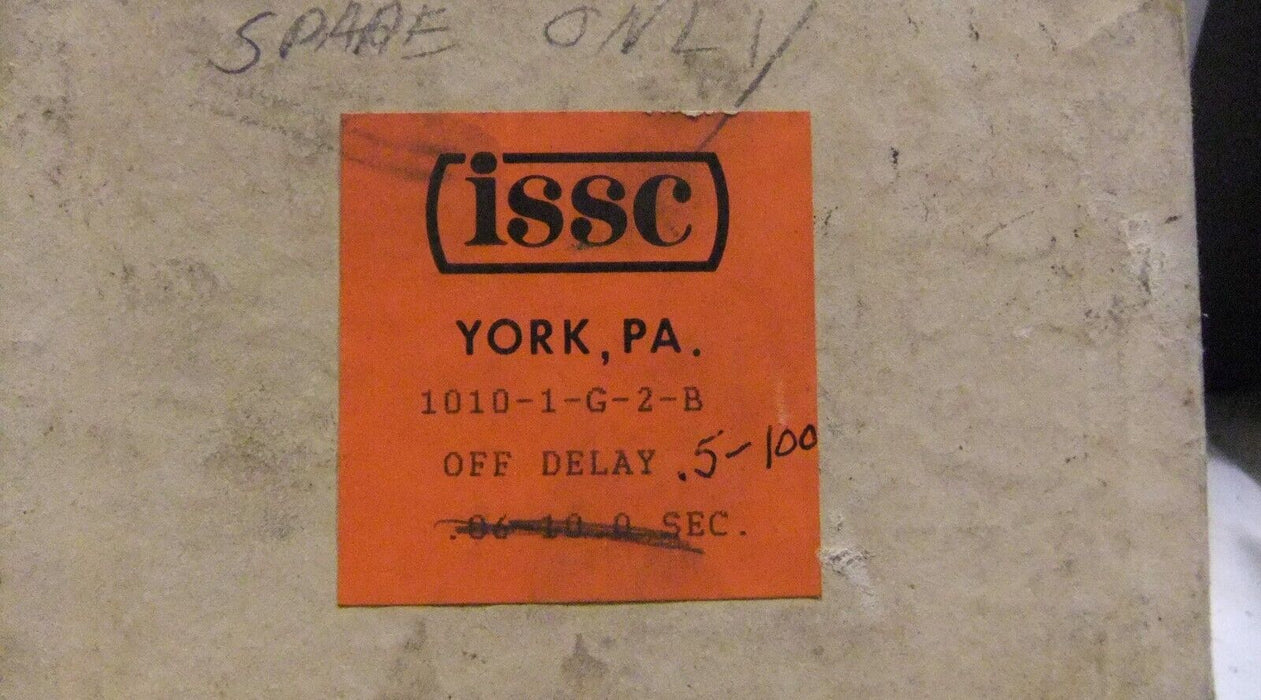 SPARE ONLY
issc
YORK, PA.
1010-1-G-2-B
OFF DELAY .5-100
.06-10.0 SEC.